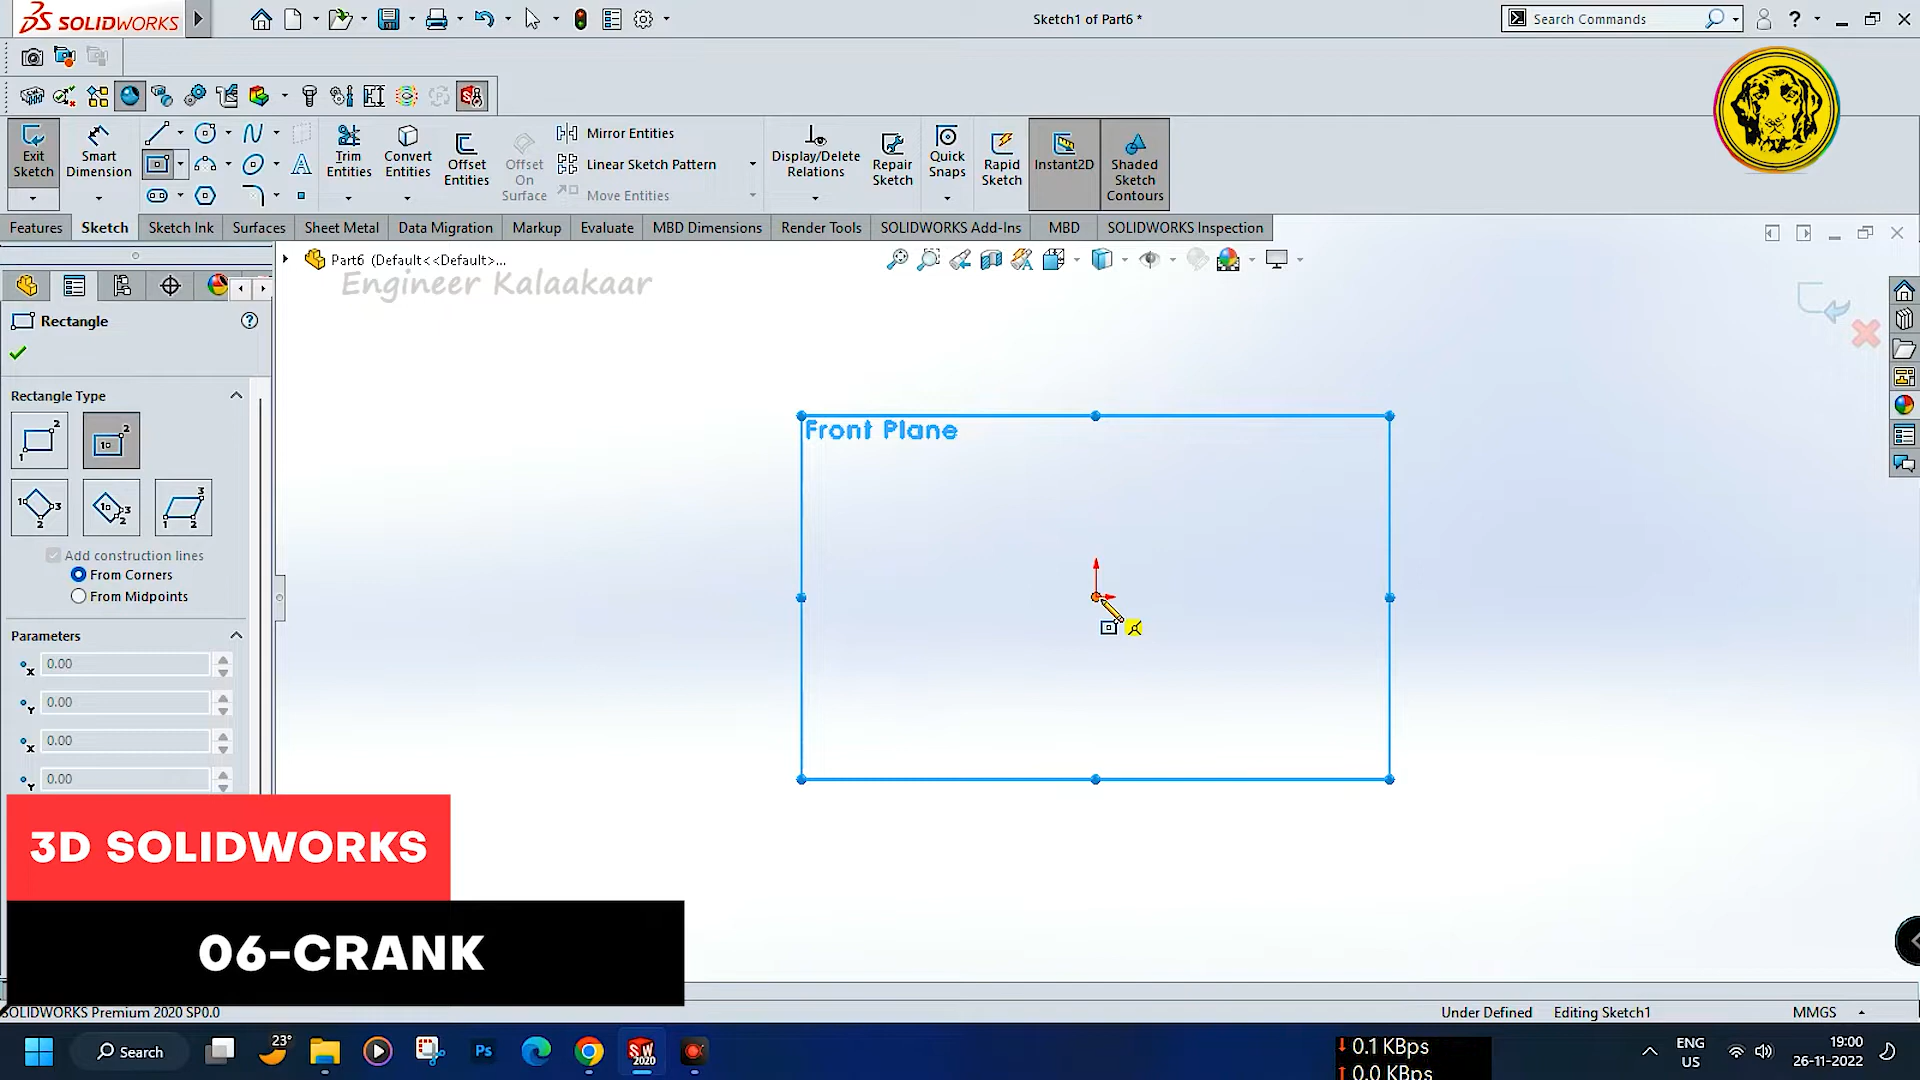 SOLIDWORKS
Sketch1 of Part6 *
Search Commands
Exit
Sketch
Smart
Dimension
Trim
Entities
Convert
Entities
Offset
Entities
Offset
On
Surface
Mirror Entities
Linear Sketch Pattern
Move Entities
Display/Delete
Relations
Repair
Sketch
Quick
Snaps
Rapid
Sketch
Instant2D
Shaded
Sketch
Contours
Features
Sketch
Sketch Ink
Surfaces
Sheet Metal
Data Migration
Markup
Evaluate
MBD Dimensions
Render Tools
SOLIDWORKS Add-Ins
MBD
SOLIDWORKS Inspection
Part6 (Default<<Default>...
Engineer Kalaakaar
Rectangle
Rectangle Type
Add construction lines
From Corners
From Midpoints
Parameters
0.00
0.00
0.00
0.00
Front Plane
3D SOLIDWORKS
06-CRANK
SOLIDWORKS Premium 2020 SP0.0
Under Defined
Editing Sketch1
MMGS
Search
23°
Ps
SW
2020
0.1 KBps
0.0 KBps
ENG
US
19:00
26-11-2022